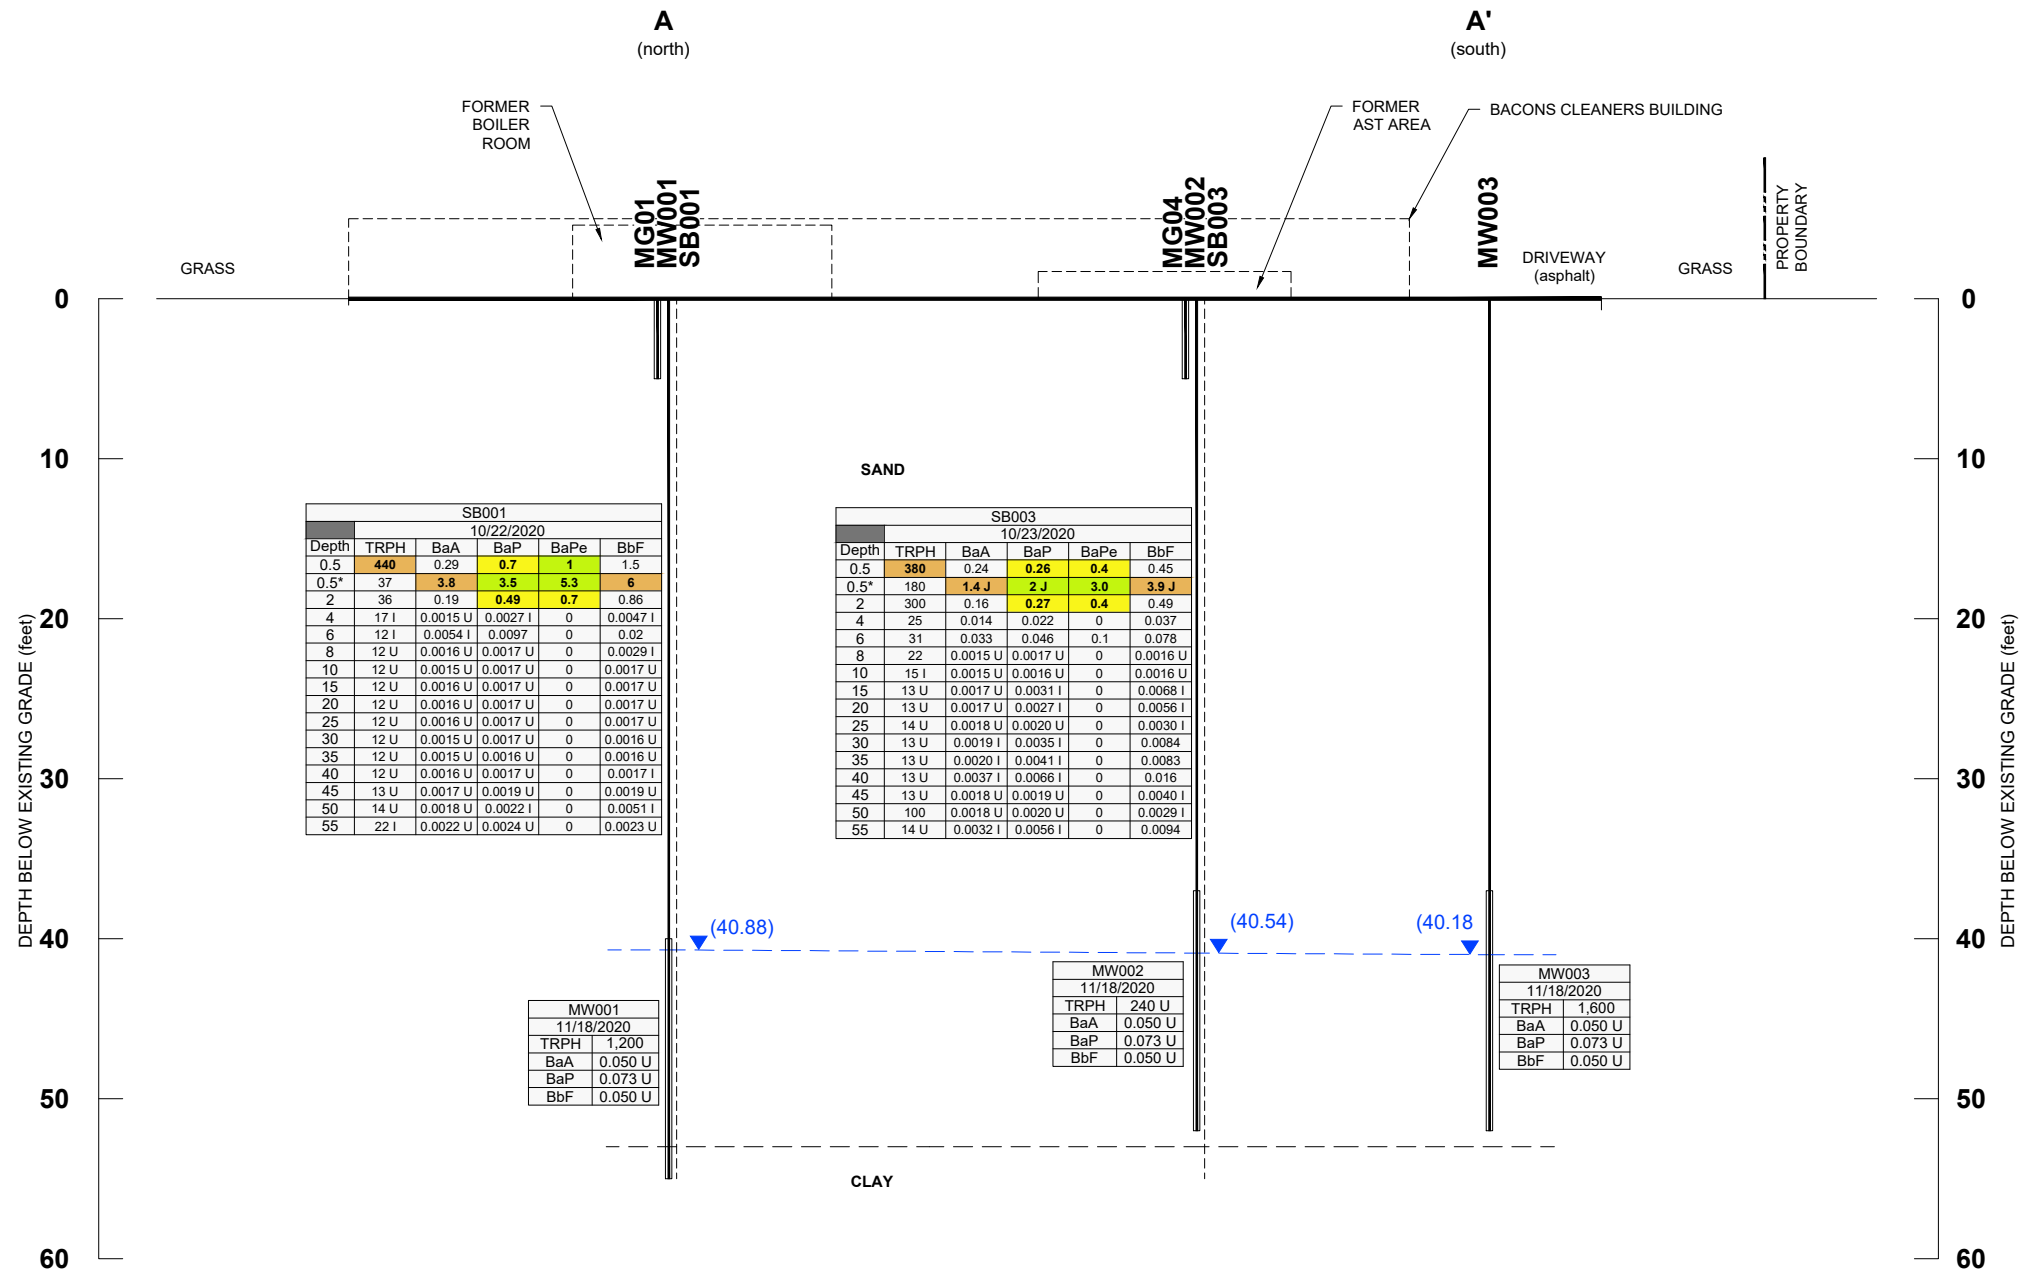 A
(north)
A'
(south)
FORMER
BOILER
ROOM
FORMER
AST AREA
BACONS CLEANERS BUILDING
MG01
MW001
SB001
MG04
MW002
SB003
MW003
PROPERTY
BOUNDARY
GRASS
DRIVEWAY
(asphalt)
GRASS
DEPTH BELOW EXISTING GRADE (feet)
0
10
20
30
40
50
60
SAND
SB001
10/22/2020
Depth TRPH BaA BaP BaPe BbF
0.5 440 0.29 0.7 1 1.5
0.5* 37 3.8 3.5 5.3 6
2 36 0.19 0.49 0.7 0.86
4 17 I 0.0015 U 0.0027 I 0 0.0047 I
6 12 I 0.0054 I 0.0097 0 0.02
8 12 U 0.0016 U 0.0017 U 0 0.0029 I
10 12 U 0.0015 U 0.0017 U 0 0.0017 U
15 12 U 0.0016 U 0.0017 U 0 0.0017 U
20 12 U 0.0016 U 0.0017 U 0 0.0017 U
25 12 U 0.0016 U 0.0017 U 0 0.0017 U
30 12 U 0.0015 U 0.0017 U 0 0.0016 U
35 12 U 0.0015 U 0.0016 U 0 0.0016 U
40 12 U 0.0016 U 0.0017 U 0 0.0017 I
45 13 U 0.0017 U 0.0019 U 0 0.0019 U
50 14 U 0.0018 U 0.0022 I 0 0.0051 I
55 22 I 0.0022 U 0.0024 U 0 0.0023 U
SB003
10/23/2020
Depth TRPH BaA BaP BaPe BbF
0.5 380 0.24 0.26 0.4 0.45
0.5* 180 1.4 J 2 J 3.0 3.9 J
2 300 0.16 0.27 0.4 0.49
4 25 0.014 0.022 0 0.037
6 31 0.033 0.046 0.1 0.078
8 22 0.0015 U 0.0017 U 0 0.0016 U
10 15 I 0.0015 U 0.0016 U 0 0.0016 U
15 13 U 0.0017 U 0.0031 I 0 0.0068 I
20 13 U 0.0017 U 0.0027 I 0 0.0056 I
25 14 U 0.0018 U 0.0020 U 0 0.0030 I
30 13 U 0.0019 I 0.0035 I 0 0.0084
35 13 U 0.0020 I 0.0041 I 0 0.0083
40 13 U 0.0037 I 0.0066 I 0 0.016
45 13 U 0.0018 U 0.0019 U 0 0.0040 I
50 100 0.0018 U 0.0020 U 0 0.0029 I
55 14 U 0.0032 I 0.0056 I 0 0.0094
(40.88)
(40.54)
(40.18
MW001
11/18/2020
TRPH 1,200
BaA 0.050 U
BaP 0.073 U
BbF 0.050 U
MW002
11/18/2020
TRPH 240 U
BaA 0.050 U
BaP 0.073 U
BbF 0.050 U
MW003
11/18/2020
TRPH 1,600
BaA 0.050 U
BaP 0.073 U
BbF 0.050 U
CLAY
0
10
20
30
40
50
60
DEPTH BELOW EXISTING GRADE (feet)